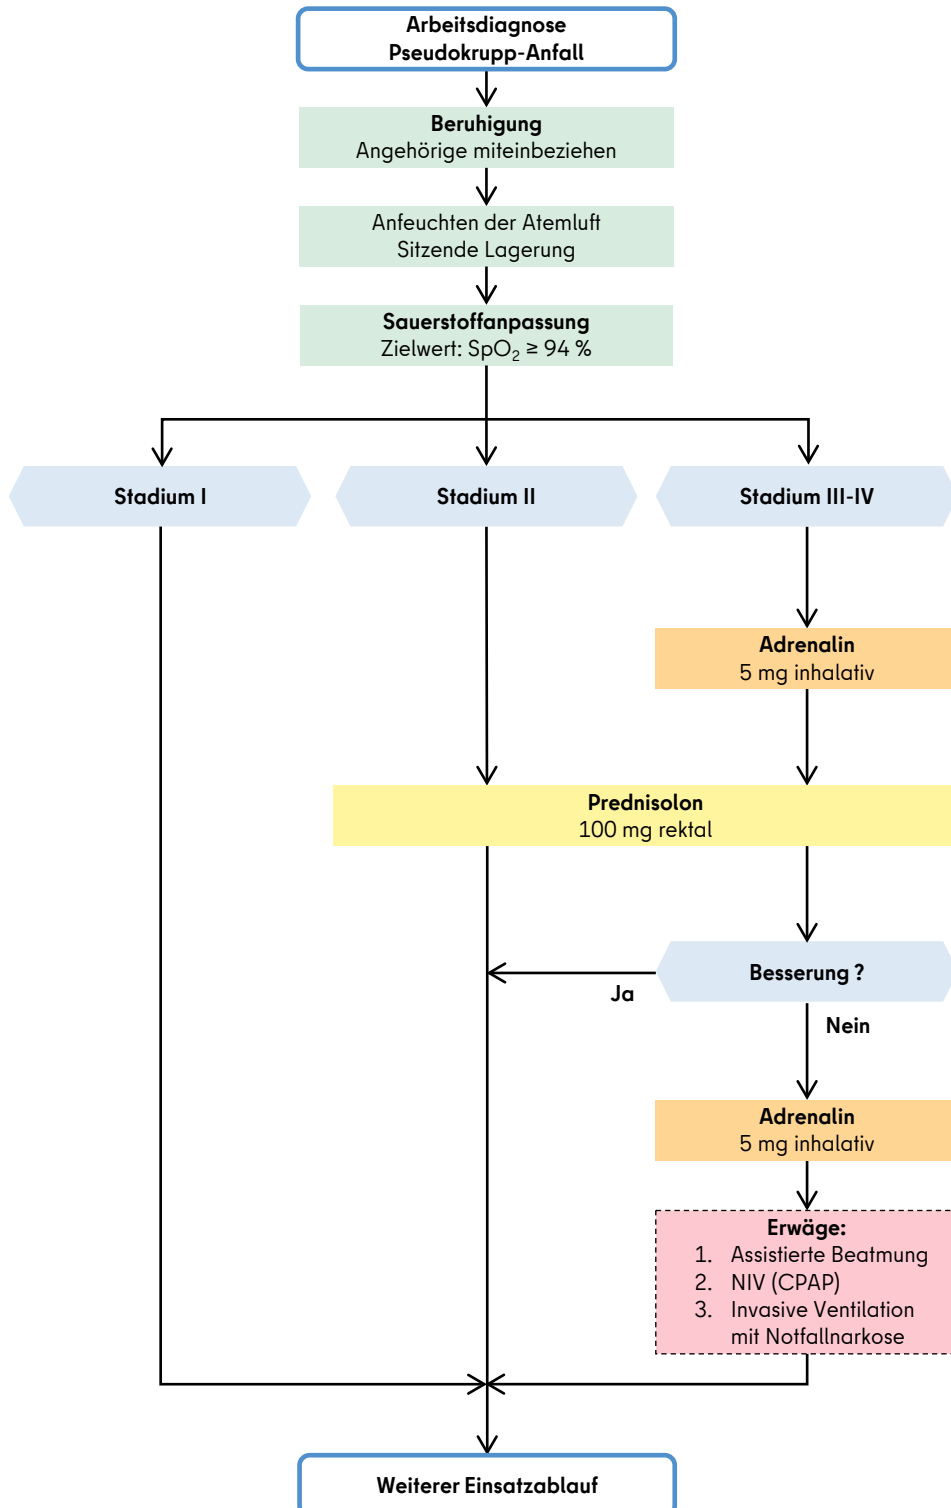 Arbeitsdiagnose
Pseudokrupp-Anfall
Beruhigung
Angehörige miteinbeziehen
Anfeuchten der Atemluft
Sitzende Lagerung
Sauerstoffanpassung
Zielwert: SpO₂ ≥ 94 %
Stadium I
Stadium II
Stadium III-IV
Adrenalin
5 mg inhalativ
Prednisolon
100 mg rektal
Besserung ?
Ja
Nein
Adrenalin
5 mg inhalativ
Erwäge:
1. Assistierte Beatmung
2. NIV (CPAP)
3. Invasive Ventilation
mit Notfallnarkose
Weiterer Einsatzablauf